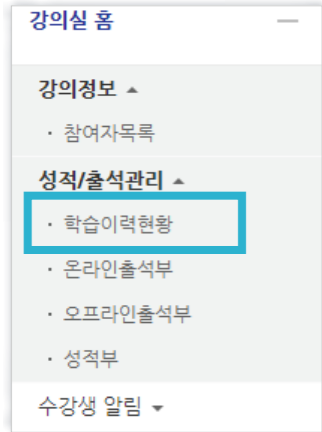 강의실 홈 —
강의정보 ▲
· 참여자목록
성적/출석관리 ▲
· 학습이력현황
· 온라인출석부
· 오프라인출석부
· 성적부
수강생 알림 ▼